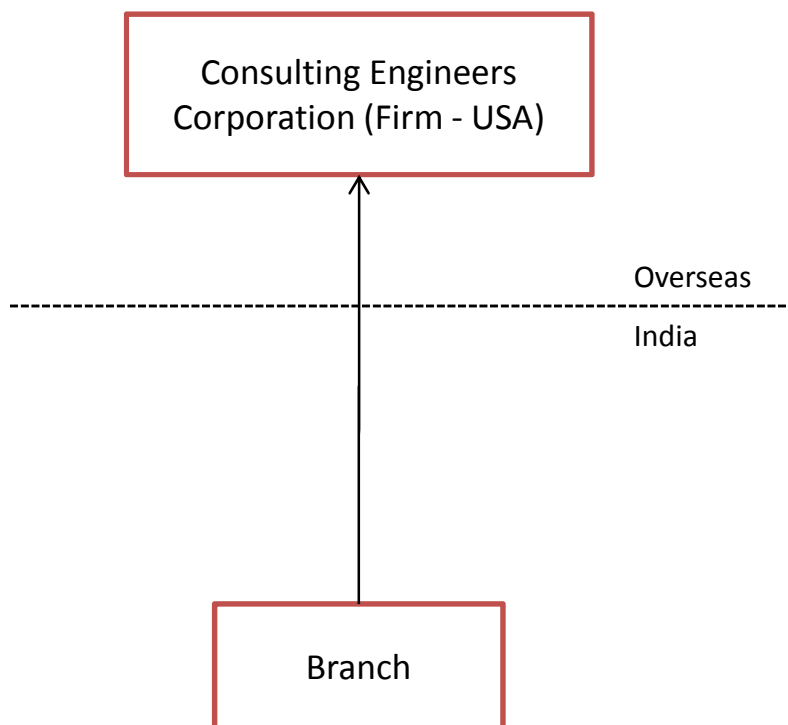 Consulting Engineers
Corporation (Firm - USA)
Overseas
India
Branch